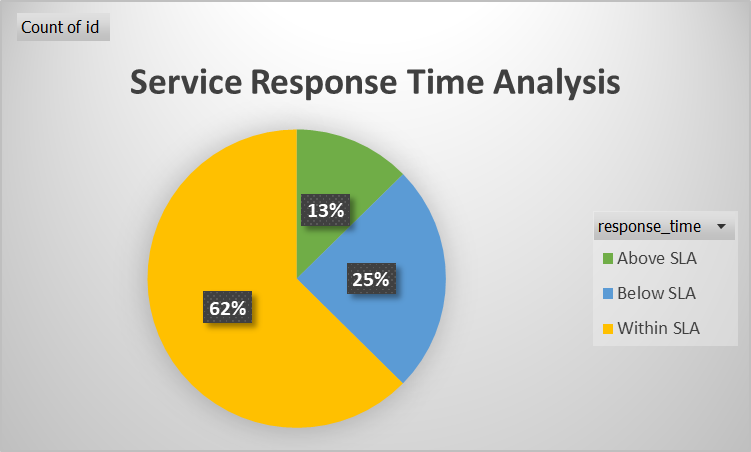 Count of id
Service Response Time Analysis
13%
25%
62%
response_time
Above SLA
Below SLA
Within SLA